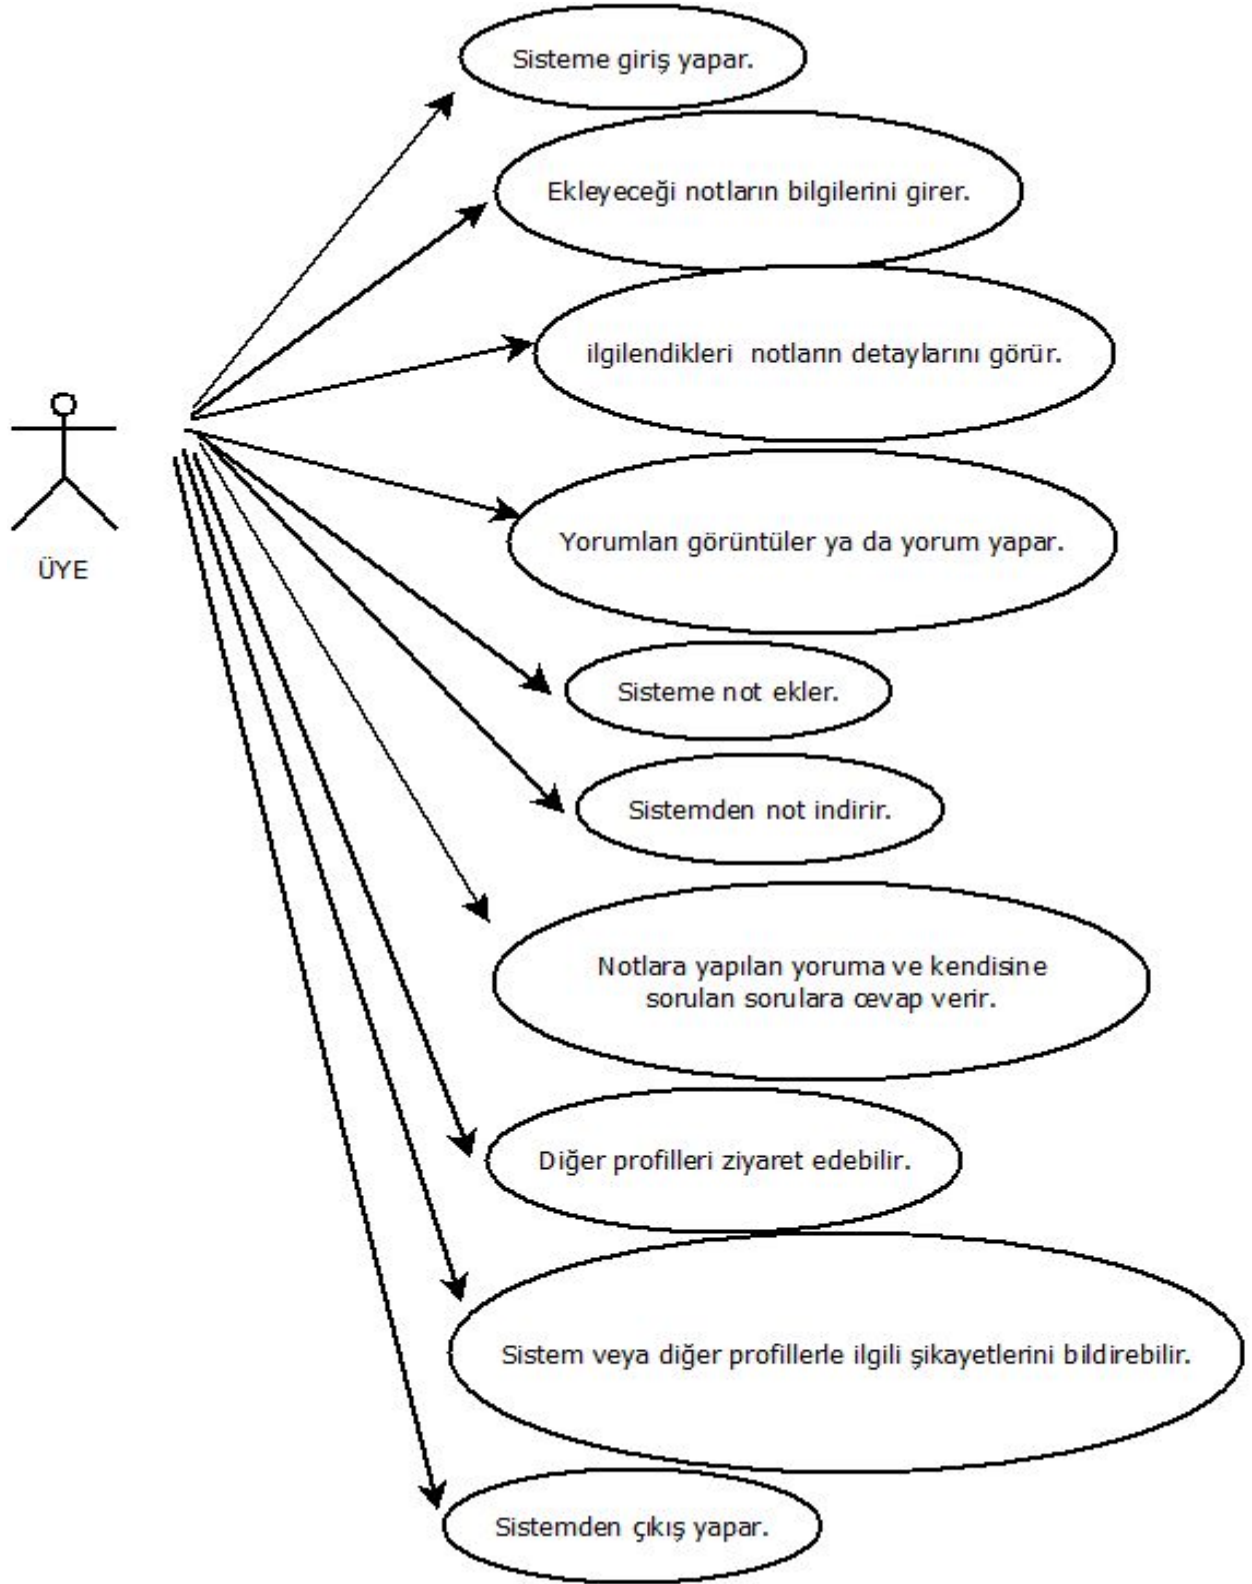 Sisteme giriş yapar.
Ekleyeceği notların bilgilerini girer.
ilgilendikleri notların detaylarını görür.
Yorumları görüntüler ya da yorum yapar.
ÜYE
Sisteme not ekler.
Sistemden not indirir.
Notlara yapılan yoruma ve kendisine
sorulan sorulara cevap verir.
Diğer profilleri ziyaret edebilir.
Sistem veya diğer profillerle ilgili şikayetlerini bildirebilir.
Sistemden çıkış yapar.